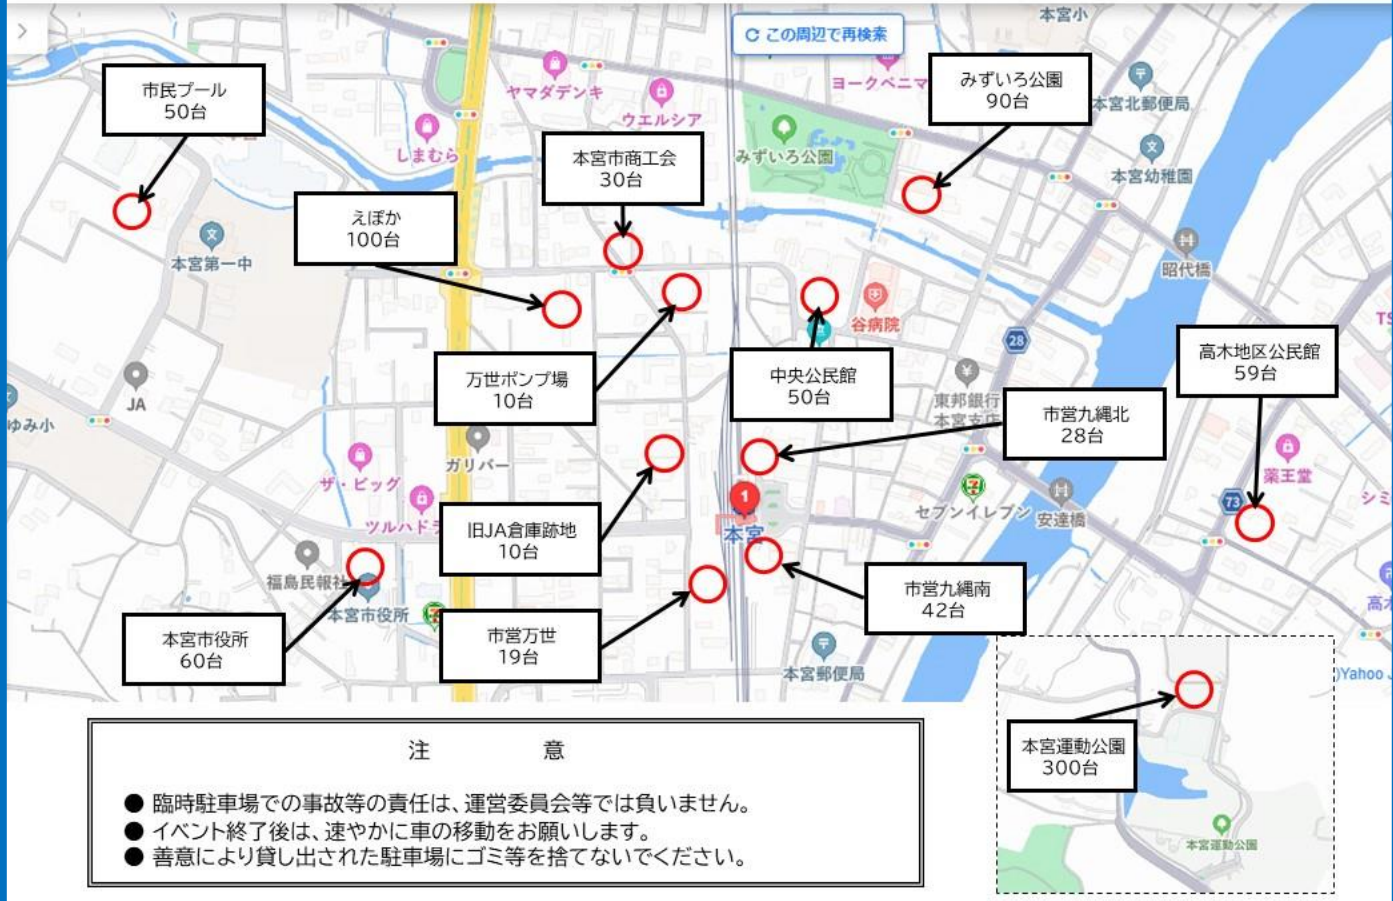 本宮小
この周辺で再検索
市民プール
50台
ヤマダデンキ
ウエルシア
ヨークベニマ
みずいろ公園
90台
本宮北郵便局
しまむら
本宮市商工会
30台
みずいろ公園
本宮幼稚園
えぽか
100台
本宮第一中
昭代橋
谷病院
28
TS
高木地区公民館
59台
万世ポンプ場
10台
中央公民館
50台
JA
東邦銀行
本宮支店
市営九縄北
28台
ゆみ小
ガリバー
薬王堂
ザ・ビッグ
シミ
ツルハドラ
1
本宮
セブンイレブン
安達橋
73
旧JA倉庫跡地
10台
福島民報社
本宮市役所
市営九縄南
42台
高木
本宮市役所
60台
市営万世
19台
本宮郵便局
)Yahoo J
本宮運動公園
300台
本宮運動公園
注 意
● 臨時駐車場での事故等の責任は、運営委員会等では負いません。
● イベント終了後は、速やかに車の移動をお願いします。
● 善意により貸し出された駐車場にゴミ等を捨てないでください。